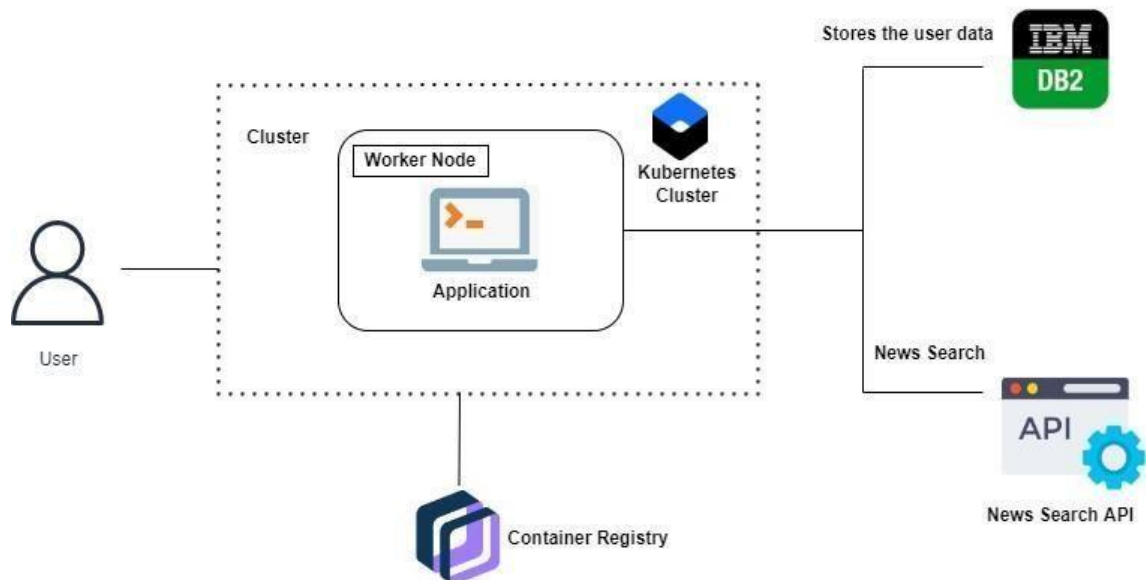 Stores the user data
IBM
DB2
Cluster
Worker Node
Kubernetes
Cluster
Application
User
News Search
API
News Search API
Container Registry